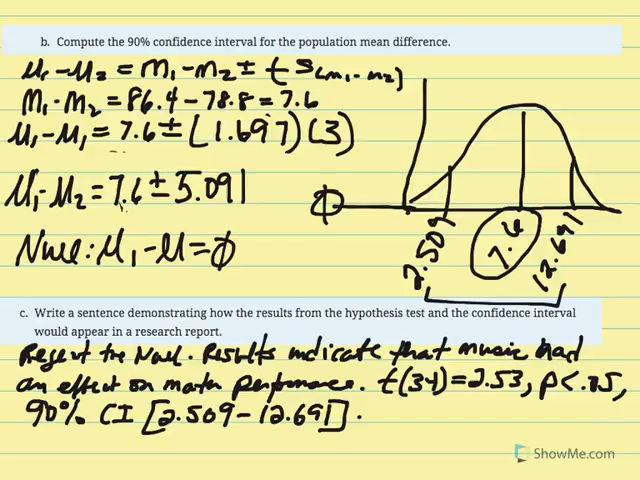 b. Compute the 90% confidence interval for the population mean difference.
μ1 - μ2 = M1 - M2 ± t S(M1 - M2)
M1 - M2 = 86.4 - 78.8 = 7.6
μ1 - μ1 = 7.6 ± (1.697)(3)
μ1 - μ2 = 7.6 ± 5.091
Null: μ1 - μ = 0
0
2.509 7.6 12.691
c. Write a sentence demonstrating how the results from the hypothesis test and the confidence interval
would appear in a research report.
Reject the Null. Results indicate that music had
an effect on math performance. t(34) = 2.53, p < .05,
90% CI [2.509 - 12.691].
ShowMe.com